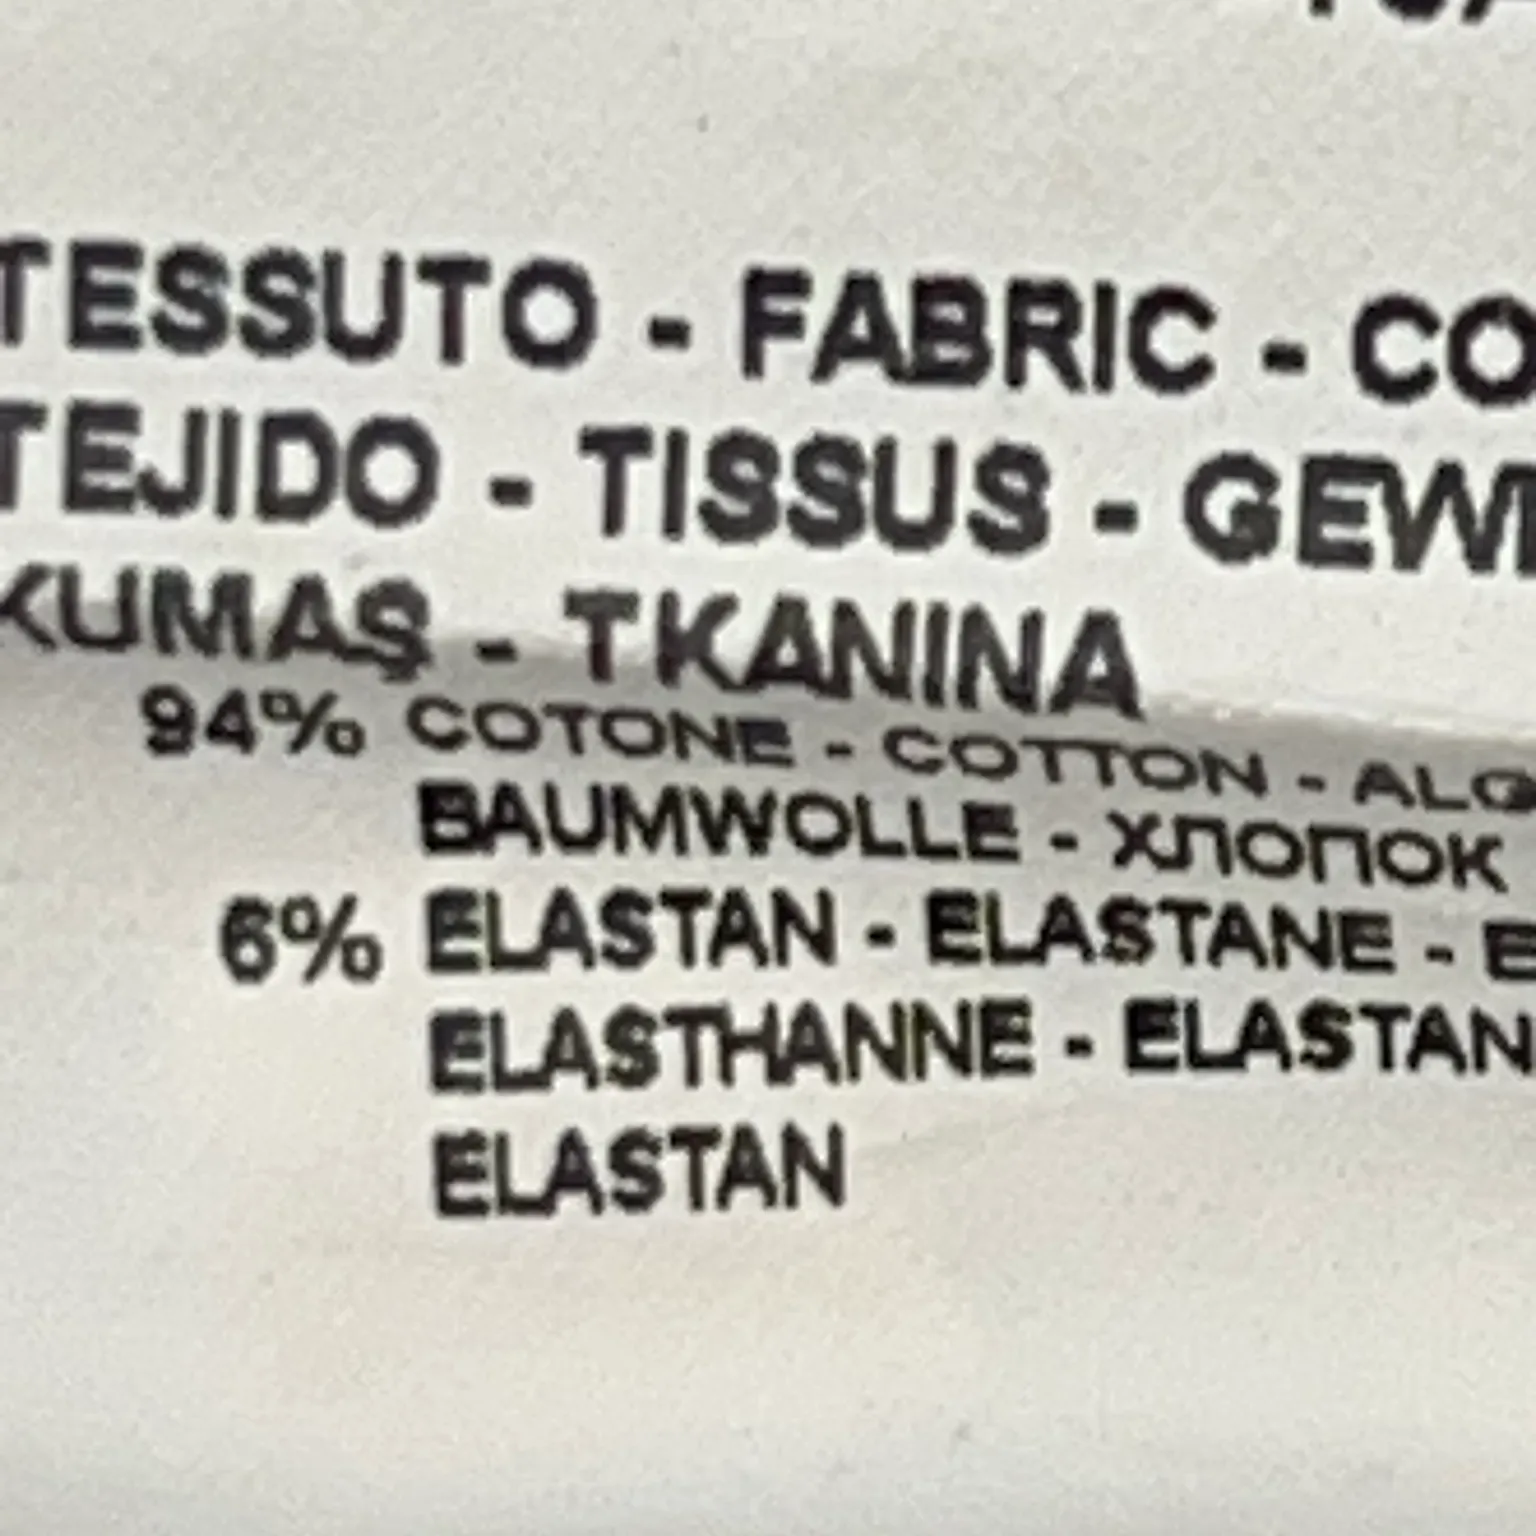 TESSUTO - FABRIC - CO
TEJIDO - TISSUS - GEW
KUMAŞ - TKANINA
94% COTONE - COTTON - ALG
BAUMWOLLE - ХЛОПОК
6% ELASTAN - ELASTANE - E
ELASTHANNE - ELASTAN
ELASTAN